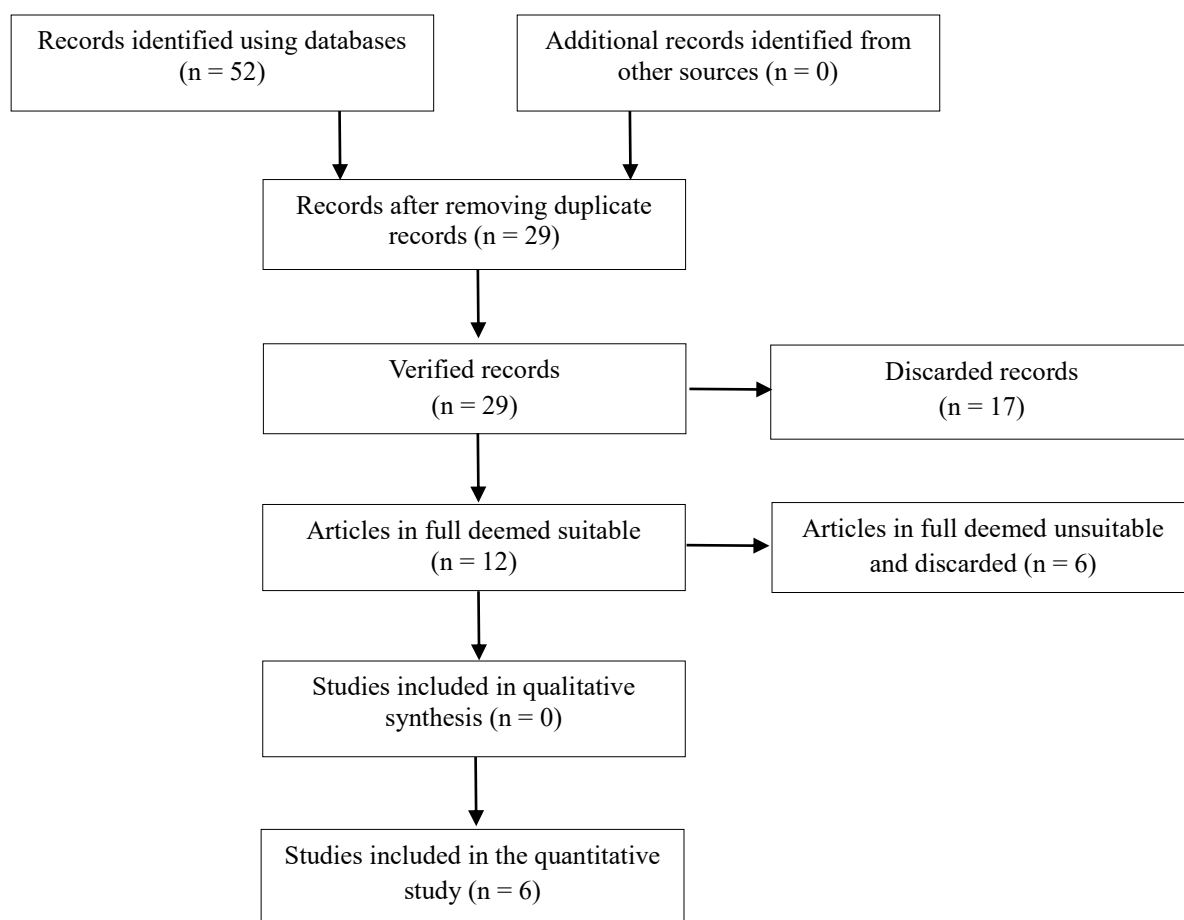 Records identified using databases
(n = 52)
Additional records identified from
other sources (n = 0)
Records after removing duplicate
records (n = 29)
Verified records
(n = 29)
Discarded records
(n = 17)
Articles in full deemed suitable
(n = 12)
Articles in full deemed unsuitable
and discarded (n = 6)
Studies included in qualitative
synthesis (n = 0)
Studies included in the quantitative
study (n = 6)